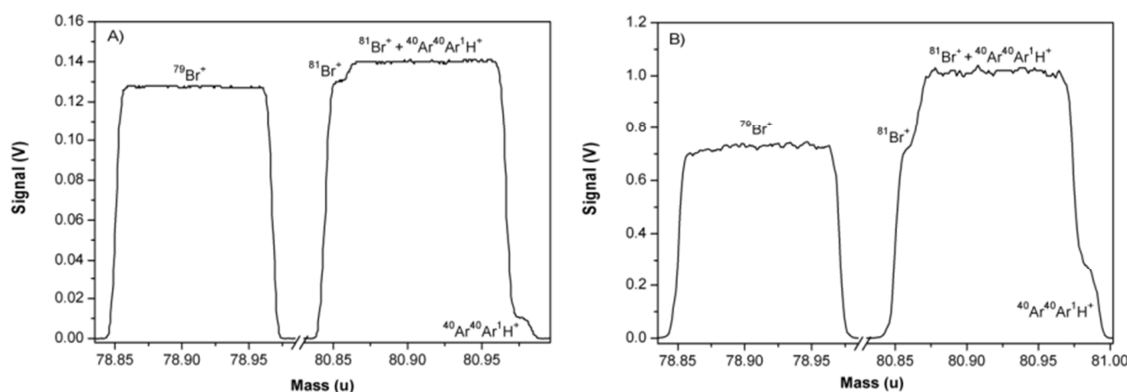 A)
⁷⁹Br⁺
⁸¹Br⁺
⁸¹Br⁺ + ⁴⁰Ar⁴⁰Ar¹H⁺
⁴⁰Ar⁴⁰Ar¹H⁺
Signal (V)
0.16
0.14
0.12
0.10
0.08
0.06
0.04
0.02
0.00
78.85 78.90 78.95 80.85 80.90 80.95
Mass (u)
B)
⁷⁹Br⁺
⁸¹Br⁺
⁸¹Br⁺ + ⁴⁰Ar⁴⁰Ar¹H⁺
⁴⁰Ar⁴⁰Ar¹H⁺
Signal (V)
1.2
1.0
0.8
0.6
0.4
0.2
0.0
78.85 78.90 78.95 80.85 80.90 80.95 81.00
Mass (u)